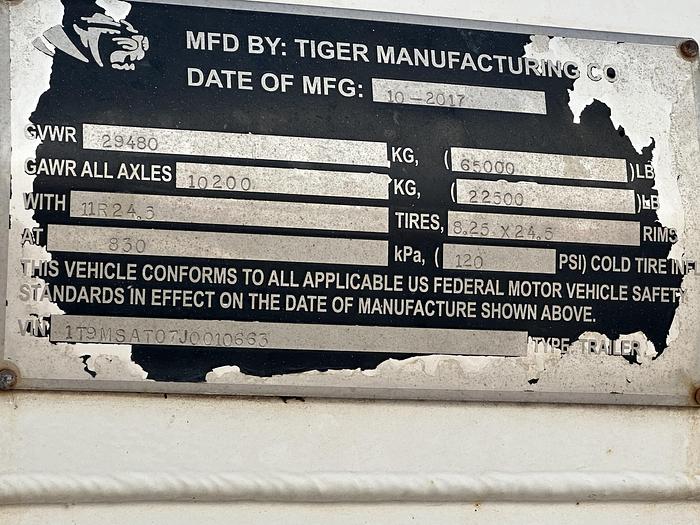 MFD BY: TIGER MANUFACTURING CO
DATE OF MFG: 10-2017
GVWR 29480 KG, (65000) LB
GAWR ALL AXLES 10200 KG, (22500) LB
WITH 11R24.5 TIRES, 8.25 X 24.5 RIMS
AT 830 kPa, (120 PSI) COLD TIRE INF
THIS VEHICLE CONFORMS TO ALL APPLICABLE US FEDERAL MOTOR VEHICLE SAFETY
STANDARDS IN EFFECT ON THE DATE OF MANUFACTURE SHOWN ABOVE.
VIN 1T9MSAT07J0010663 TYPE: TRAILER